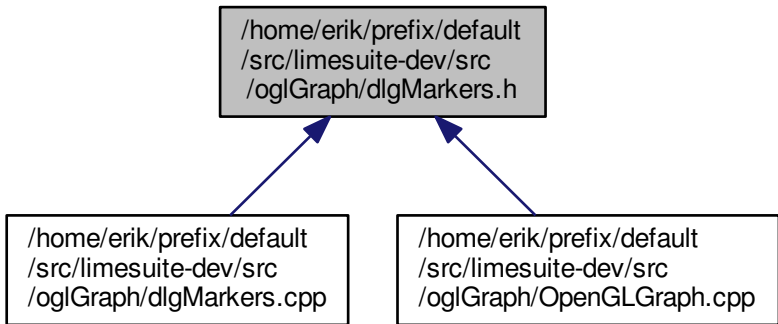 /home/erik/prefix/default
/src/limesuite-dev/src
/oglGraph/dlgMarkers.h
/home/erik/prefix/default
/src/limesuite-dev/src
/oglGraph/dlgMarkers.cpp
/home/erik/prefix/default
/src/limesuite-dev/src
/oglGraph/OpenGLGraph.cpp